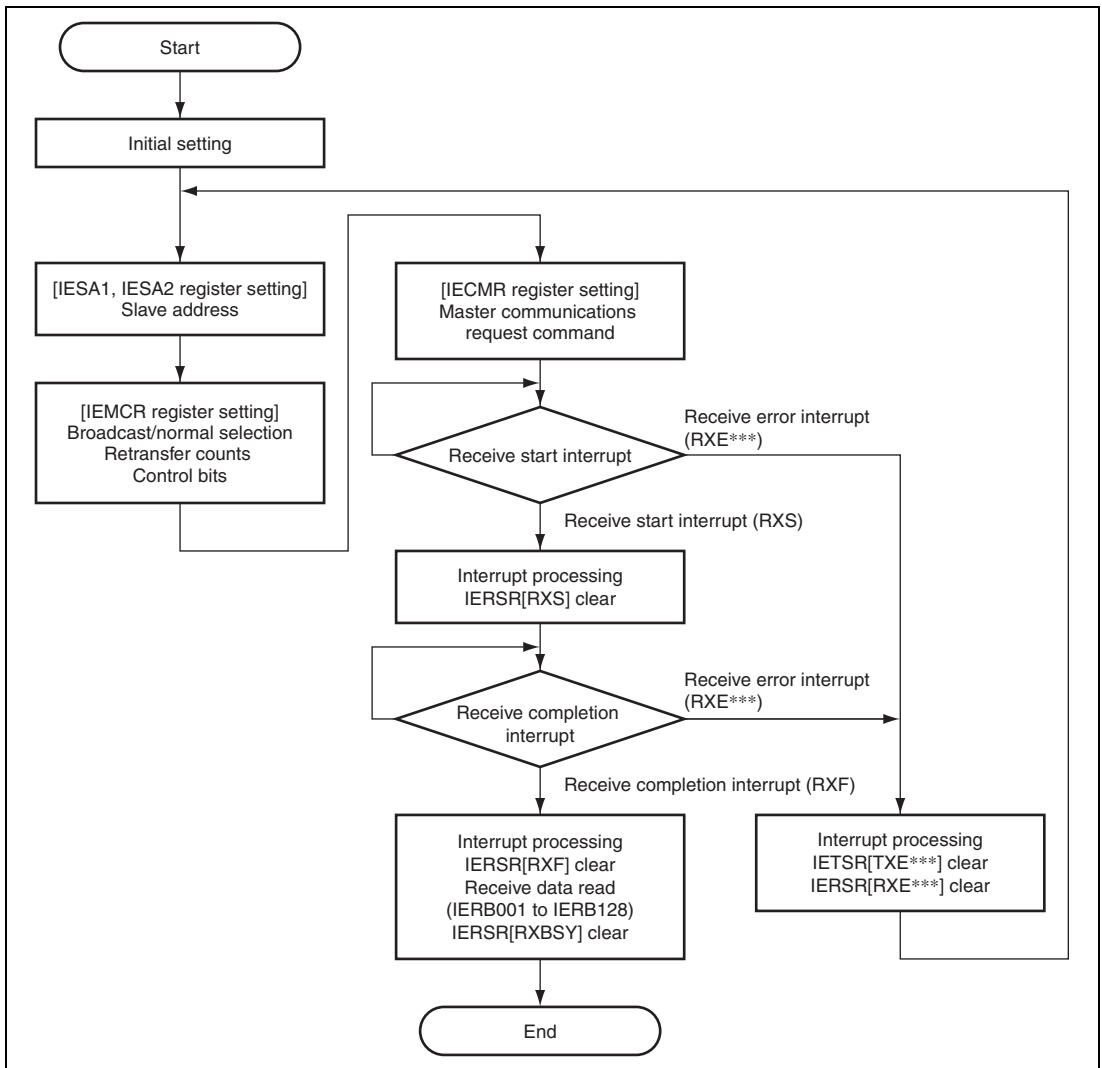 Start
Initial setting
[IESA1, IESA2 register setting]
Slave address
[IEMCR register setting]
Broadcast/normal selection
Retransfer counts
Control bits
[IECMR register setting]
Master communications
request command
Receive start interrupt
Receive error interrupt
(RXE***)
Receive start interrupt (RXS)
Interrupt processing
IERSR[RXS] clear
Receive completion
interrupt
Receive error interrupt
(RXE***)
Receive completion interrupt (RXF)
Interrupt processing
IERSR[RXF] clear
Receive data read
(IERB001 to IERB128)
IERSR[RXBSY] clear
Interrupt processing
IETSR[TXE***] clear
IERSR[RXE***] clear
End